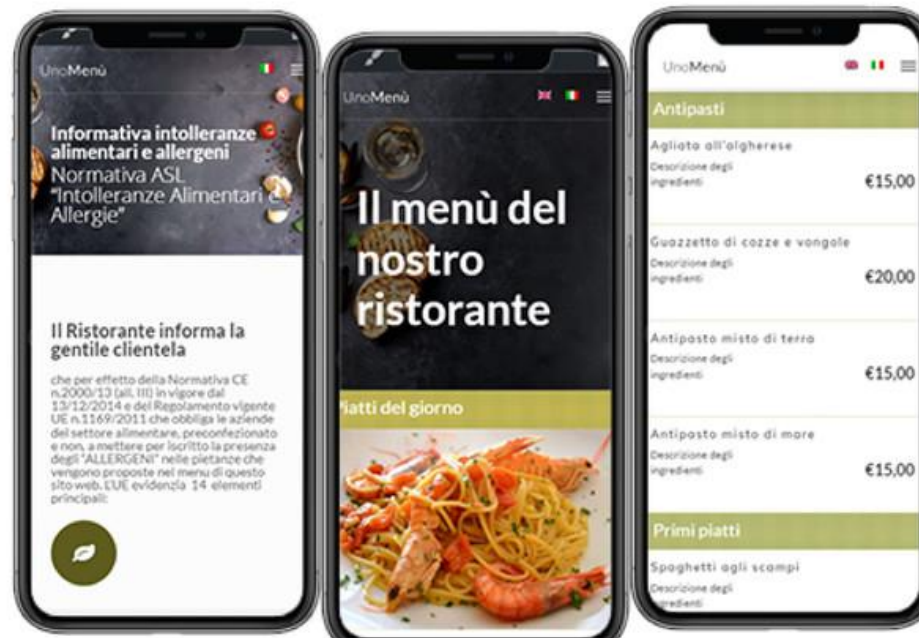 UnoMenù
Informativa intolleranze
alimentari e allergeni
Normativa ASL
"Intolleranze Alimentari e
Allergie"
Il Ristorante informa la
gentile clientela
che per effetto della Normativa CE
n.2000/13 (all. III) in vigore dal
13/12/2014 e del Regolamento vigente
UE n.1169/2011 che obbliga le aziende
del settore alimentare, preconfezionato
e non, a mettere per iscritto la presenza
degli "ALLERGENI" nelle pietanze che
vengono proposte nel menu di questo
sito web. L'UE evidenzia 14 elementi
principali:
UnoMenù
Il menù del
nostro
ristorante
Piatti del giorno
UnoMenù
Antipasti
Agliata all'algherese
Descrizione degli
ingredienti
€15,00
Guazzetto di cozze e vongole
Descrizione degli
ingredienti
€20,00
Antipasto misto di terra
Descrizione degli
ingredienti
€15,00
Antipasto misto di mare
Descrizione degli
ingredienti
€15,00
Primi piatti
Spaghetti agli scampi
Descrizione degli
ingredienti